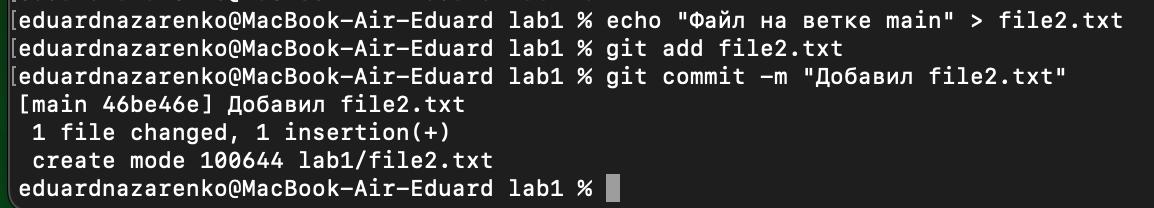 [eduardnazarenko@MacBook-Air-Eduard lab1 % echo "Файл на ветке main" > file2.txt
[eduardnazarenko@MacBook-Air-Eduard lab1 % git add file2.txt
[eduardnazarenko@MacBook-Air-Eduard lab1 % git commit -m "Добавил file2.txt"
[main 46be46e] Добавил file2.txt
 1 file changed, 1 insertion(+)
 create mode 100644 lab1/file2.txt
eduardnazarenko@MacBook-Air-Eduard lab1 %